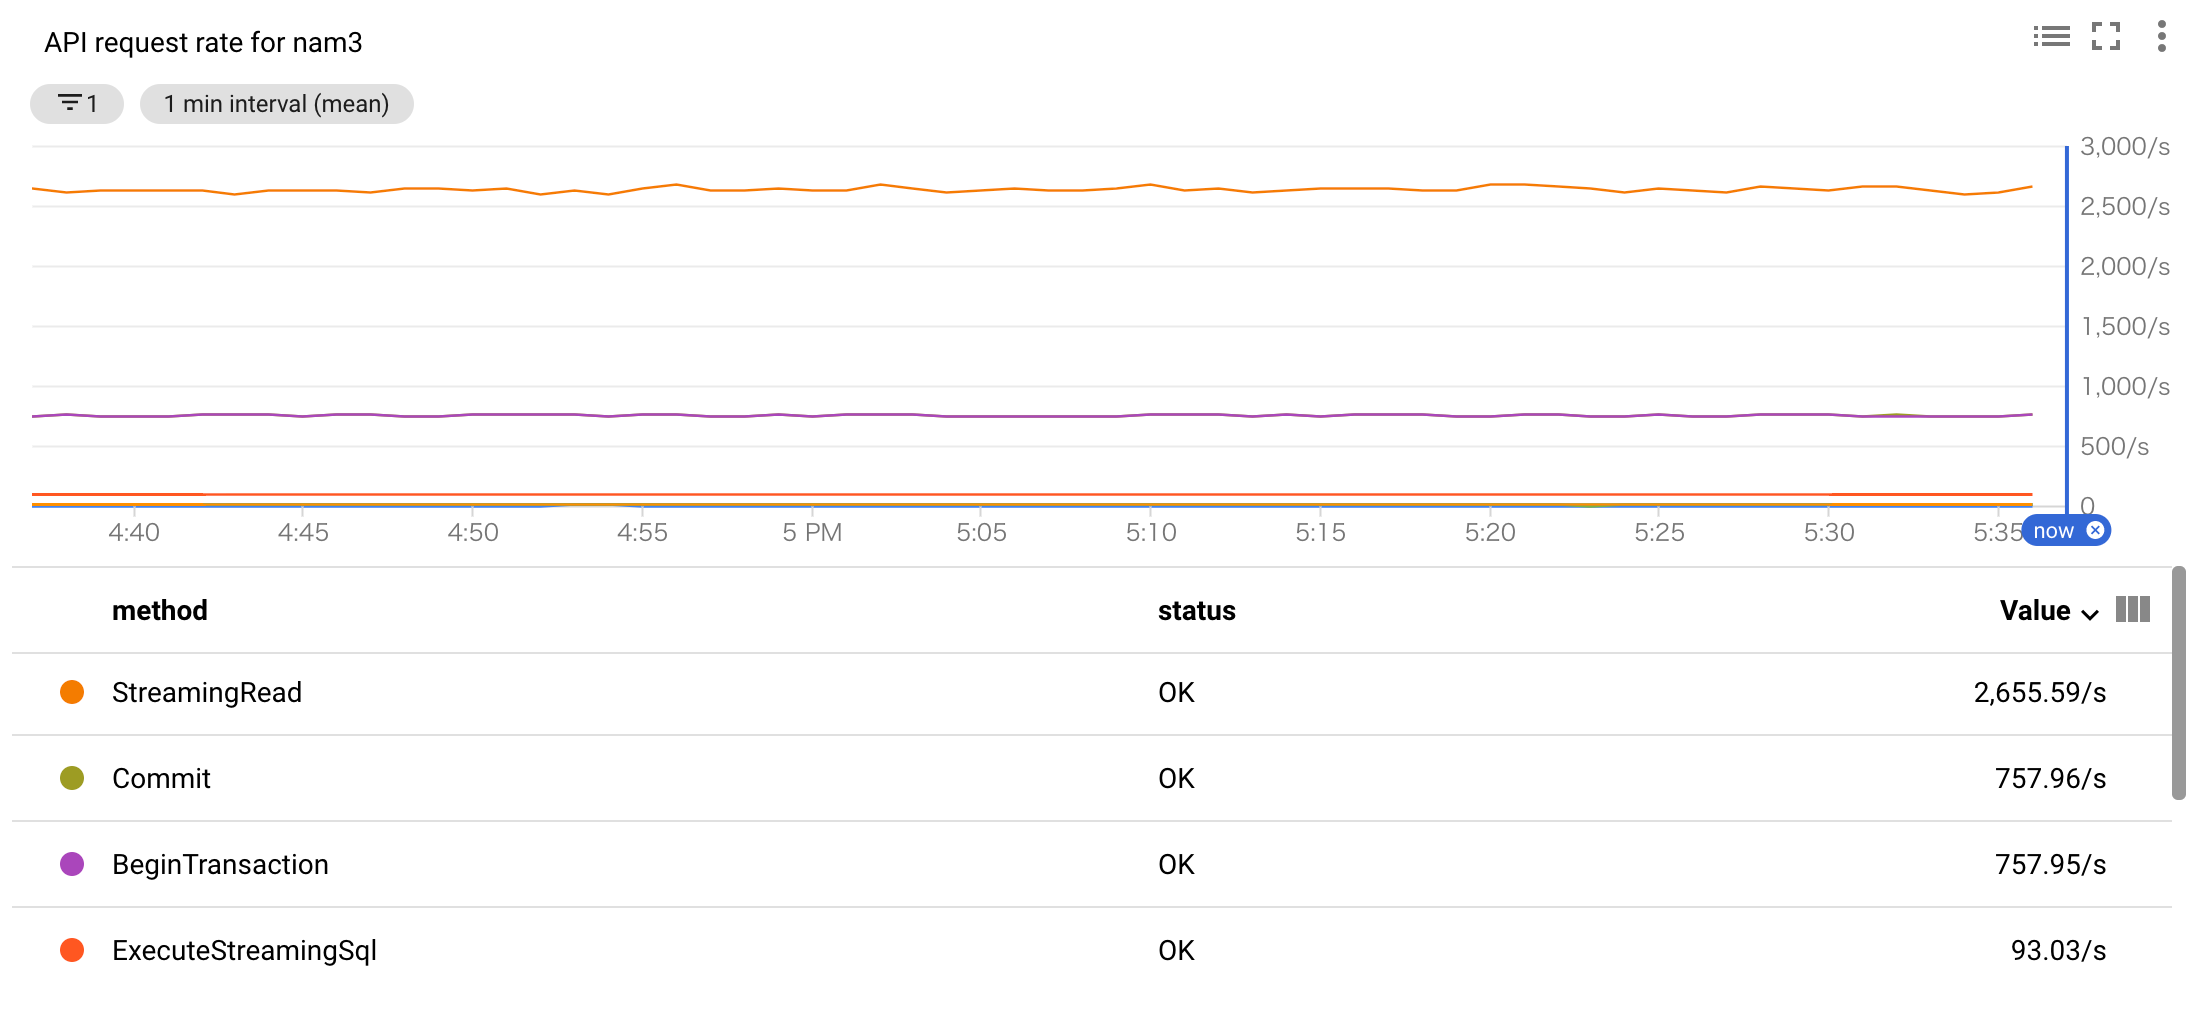 API request rate for nam3
1
1 min interval (mean)
3,000/s
2,500/s
2,000/s
1,500/s
1,000/s
500/s
0
4:40 4:45 4:50 4:55 5 PM 5:05 5:10 5:15 5:20 5:25 5:30 5:35 now
method status Value
StreamingRead OK 2,655.59/s
Commit OK 757.96/s
BeginTransaction OK 757.95/s
ExecuteStreamingSql OK 93.03/s